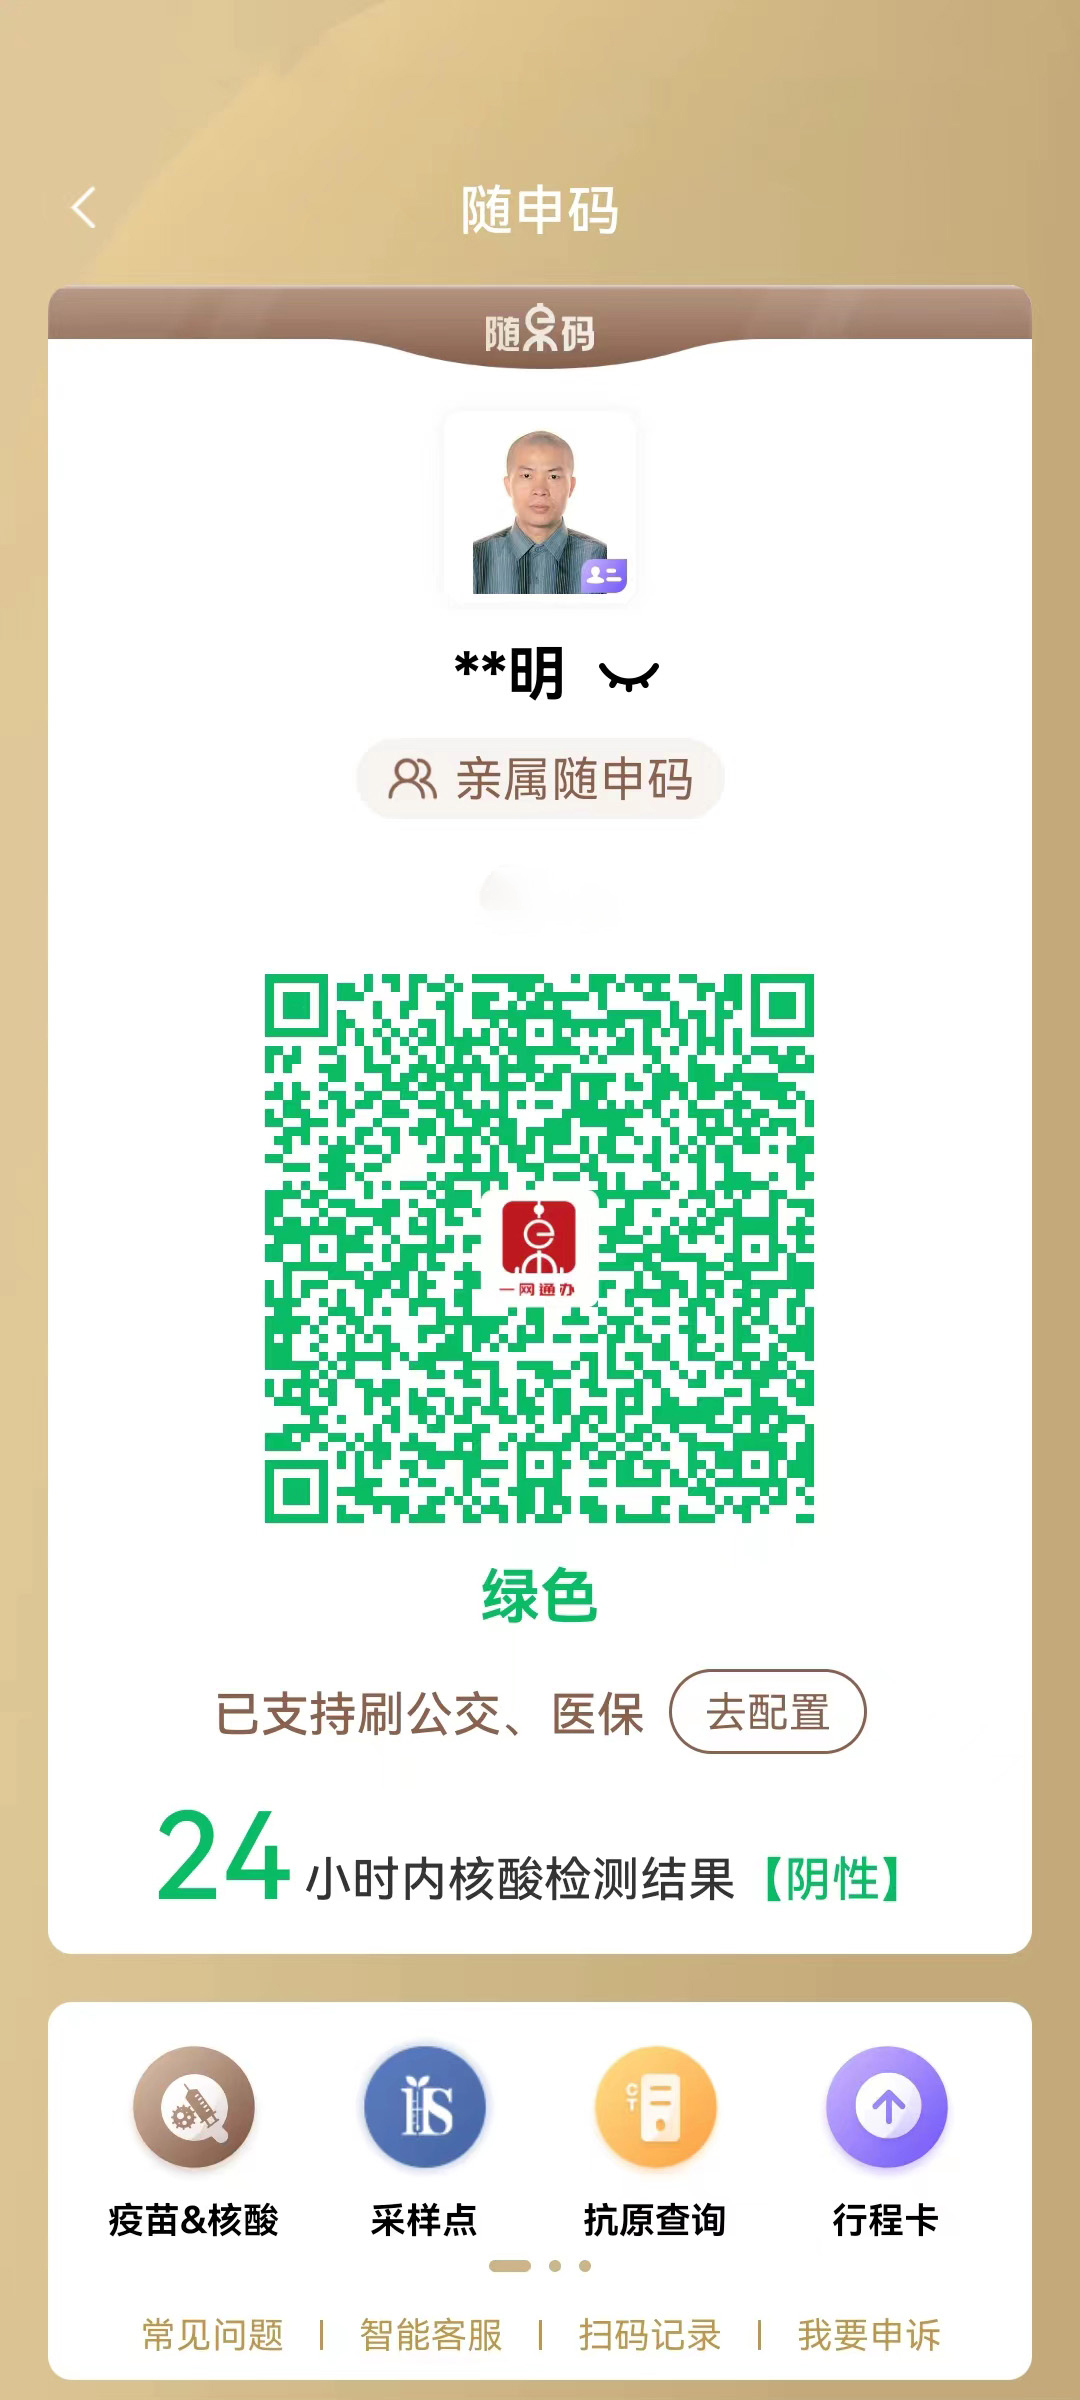 随申码
随申码
**明
亲属随申码
一网通办
绿色
已支持刷公交、医保 去配置
24小时内核酸检测结果【阴性】
CT
疫苗&核酸 采样点 抗原查询 行程卡
常见问题 | 智能客服 | 扫码记录 | 我要申诉